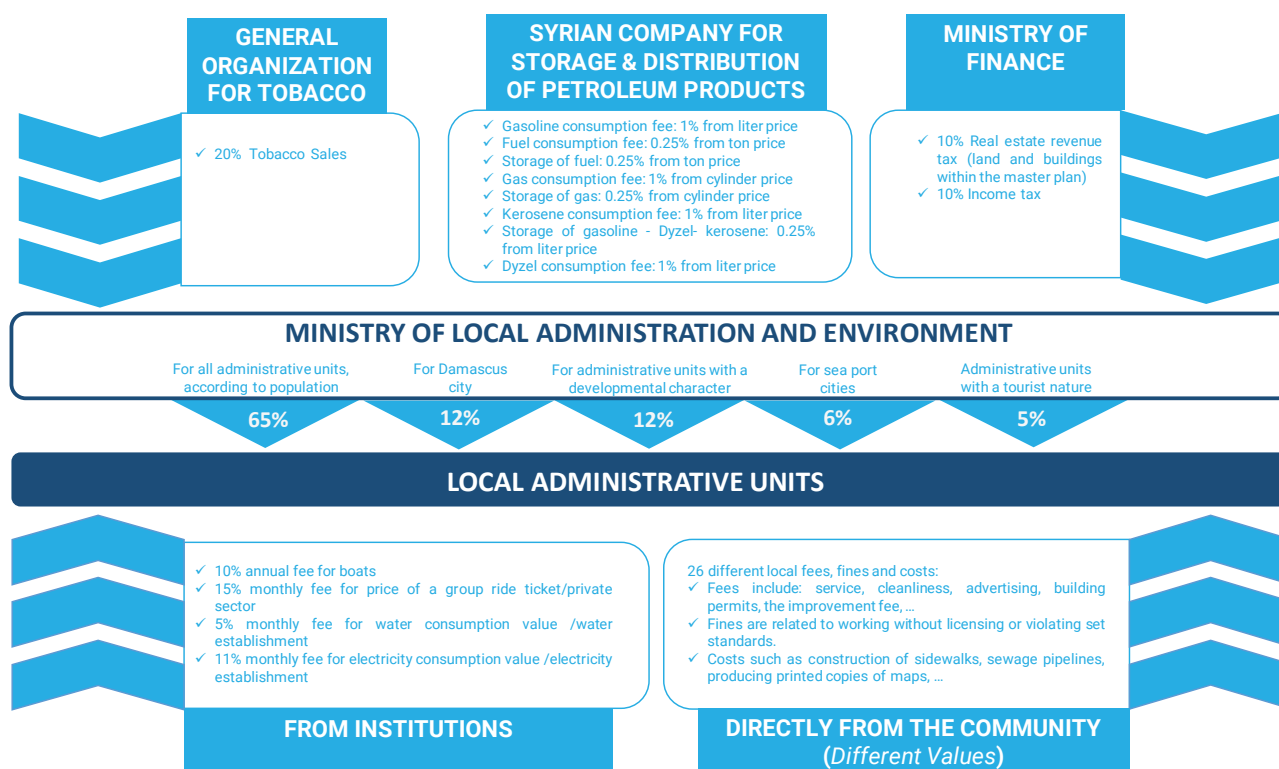 GENERAL
ORGANIZATION
FOR TOBACCO
✓ 20% Tobacco Sales
SYRIAN COMPANY FOR
STORAGE & DISTRIBUTION
OF PETROLEUM PRODUCTS
✓ Gasoline consumption fee: 1% from liter price
✓ Fuel consumption fee: 0.25% from ton price
✓ Storage of fuel: 0.25% from ton price
✓ Gas consumption fee: 1% from cylinder price
✓ Storage of gas: 0.25% from cylinder price
✓ Kerosene consumption fee: 1% from liter price
✓ Storage of gasoline - Dyzel- kerosene: 0.25%
from liter price
✓ Dyzel consumption fee: 1% from liter price
MINISTRY OF
FINANCE
✓ 10% Real estate revenue
tax (land and buildings
within the master plan)
✓ 10% Income tax
MINISTRY OF LOCAL ADMINISTRATION AND ENVIRONMENT
For all administrative units,
according to population
65%
For Damascus
city
12%
For administrative units with a
developmental character
12%
For sea port
cities
6%
Administrative units
with a tourist nature
5%
LOCAL ADMINISTRATIVE UNITS
✓ 10% annual fee for boats
✓ 15% monthly fee for price of a group ride ticket/private
sector
✓ 5% monthly fee for water consumption value /water
establishment
✓ 11% monthly fee for electricity consumption value /electricity
establishment
FROM INSTITUTIONS
26 different local fees, fines and costs:
✓ Fees include: service, cleanliness, advertising, building
permits, the improvement fee, …
✓ Fines are related to working without licensing or violating set
standards.
✓ Costs such as construction of sidewalks, sewage pipelines,
producing printed copies of maps, …
DIRECTLY FROM THE COMMUNITY
(Different Values)